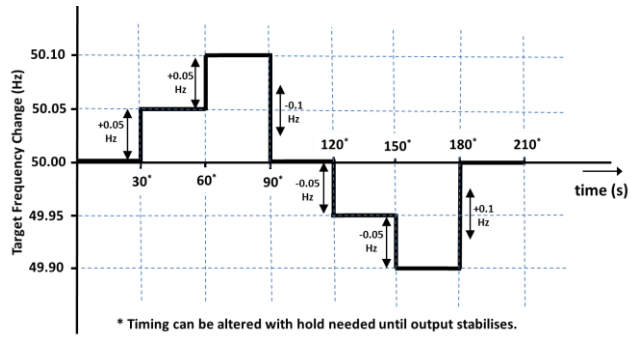 Target Frequency Change (Hz)
50.10
50.05
50.00
49.95
49.90
+0.05
Hz
+0.05
Hz
-0.1
Hz
30*
60*
90*
120*
150*
180*
210*
-0.05
Hz
-0.05
Hz
+0.1
Hz
time (s)
* Timing can be altered with hold needed until output stabilises.